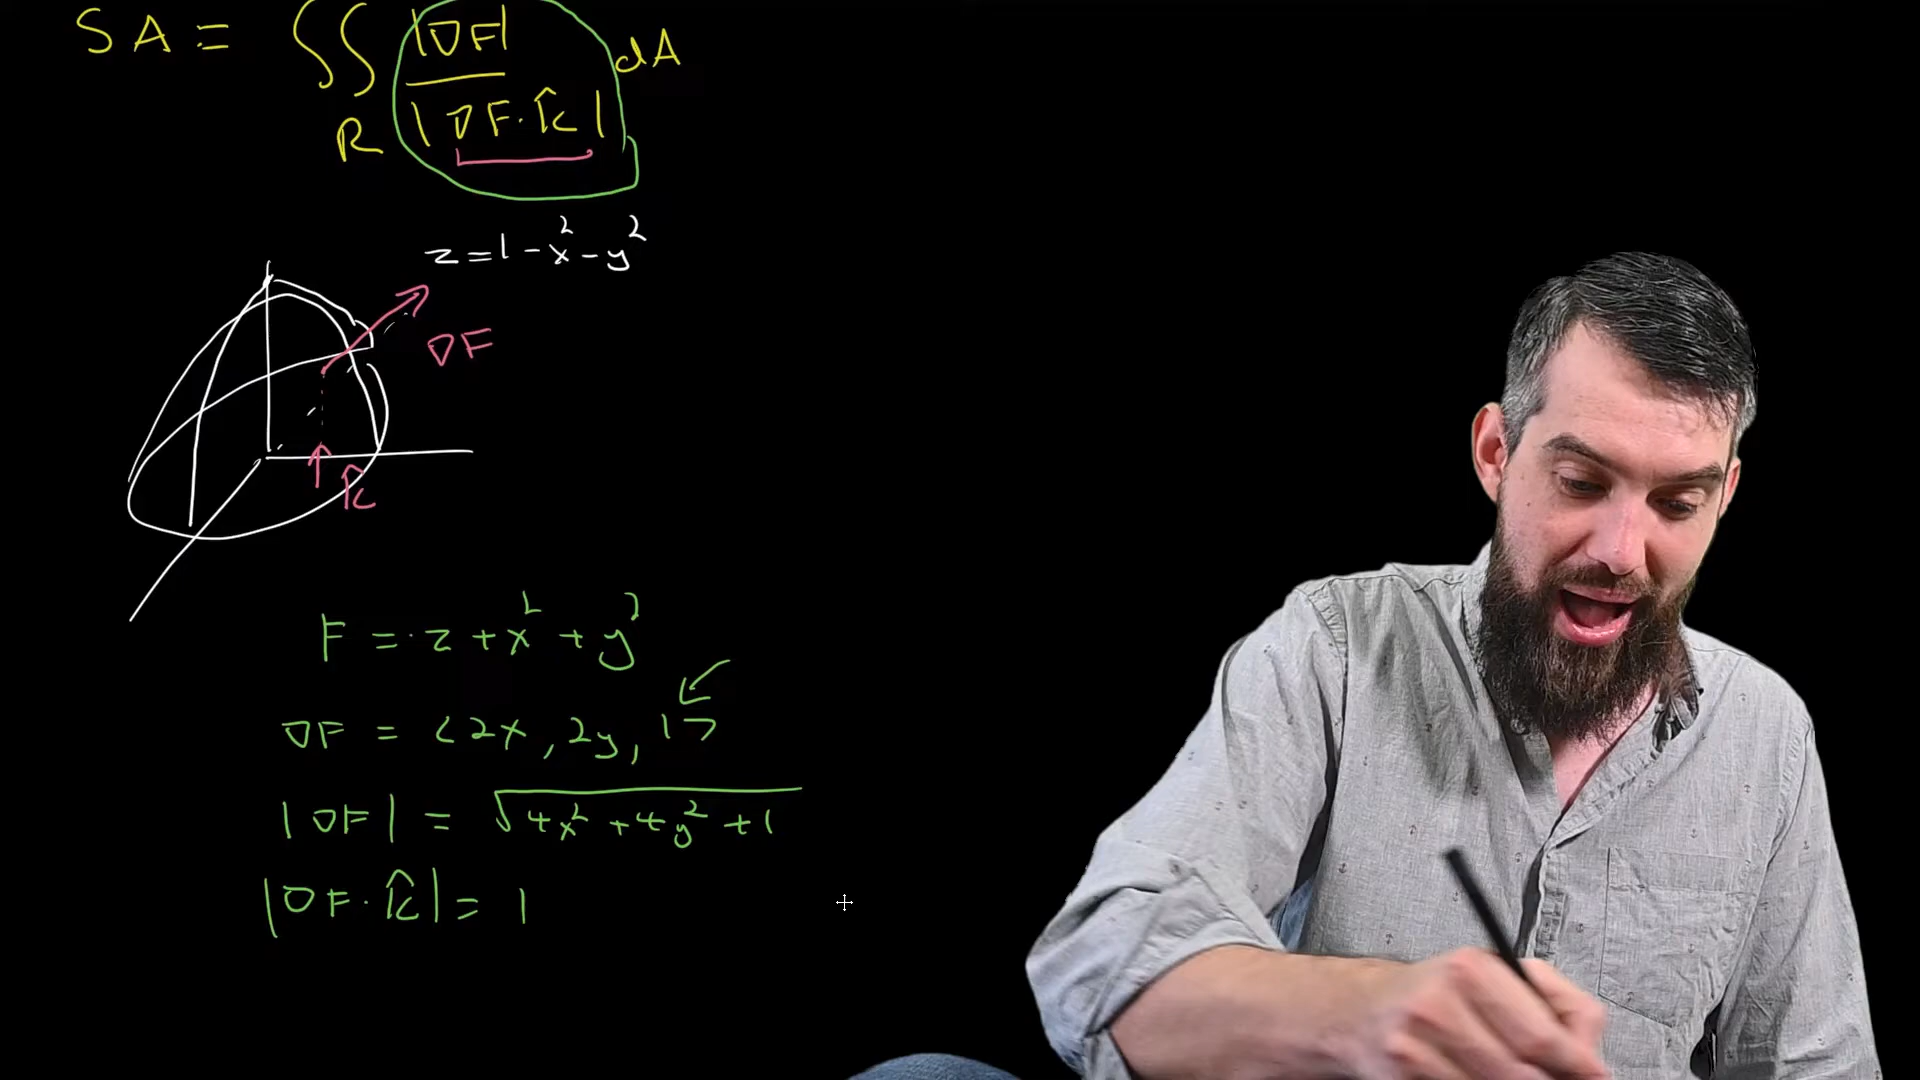 SA = ∬_R |∇F| / |∇F·k̂| dA
z = 1 - x² - y²
∇F
k̂
F = z + x² + y²
∇F = <2x, 2y, 1>
|∇F| = √(4x² + 4y² + 1)
|∇F·k̂| = 1